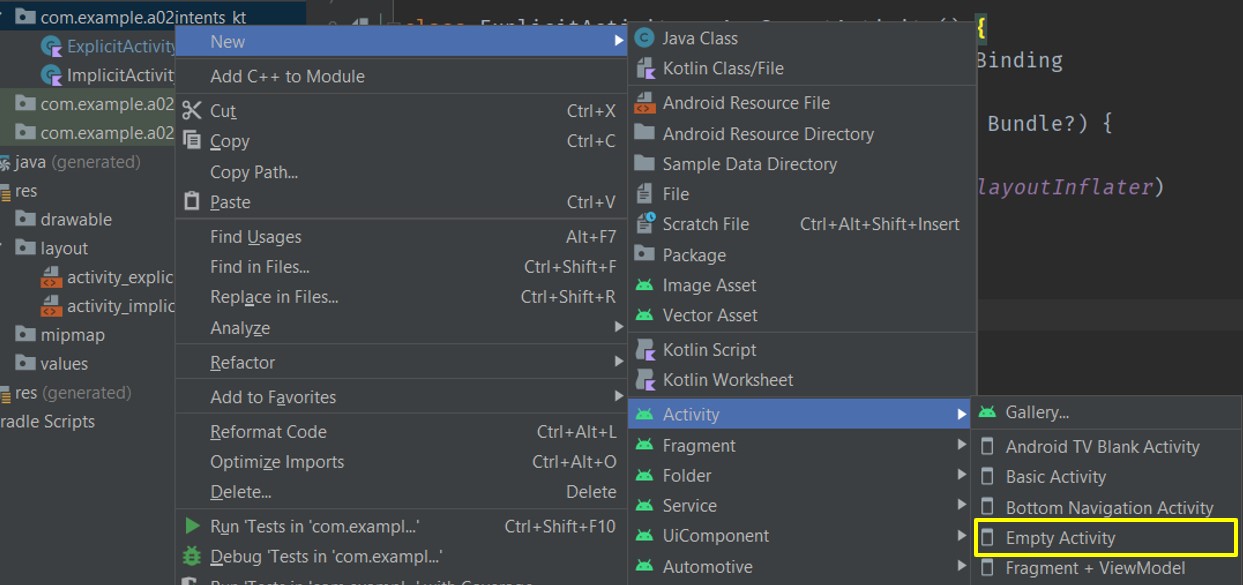 com.example.a02intents_kt
ExplicitActivity
ImplicitActivit
com.example.a02
com.example.a02
java (generated)
res
drawable
layout
activity_explic
activity_implic
mipmap
values
res (generated)
radle Scripts
{
Binding
Bundle?) {
layoutInflater)
New
Add C++ to Module
Cut Ctrl+X
Copy Ctrl+C
Copy Path...
Paste Ctrl+V
Find Usages Alt+F7
Find in Files... Ctrl+Shift+F
Replace in Files... Ctrl+Shift+R
Analyze
Refactor
Add to Favorites
Reformat Code Ctrl+Alt+L
Optimize Imports Ctrl+Alt+O
Delete... Delete
Run 'Tests in 'com.exampl...' Ctrl+Shift+F10
Debug 'Tests in 'com.exampl...'
Java Class
Kotlin Class/File
Android Resource File
Android Resource Directory
Sample Data Directory
File
Scratch File Ctrl+Alt+Shift+Insert
Package
Image Asset
Vector Asset
Kotlin Script
Kotlin Worksheet
Activity
Fragment
Folder
Service
UiComponent
Automotive
Gallery...
Android TV Blank Activity
Basic Activity
Bottom Navigation Activity
Empty Activity
Fragment + ViewModel